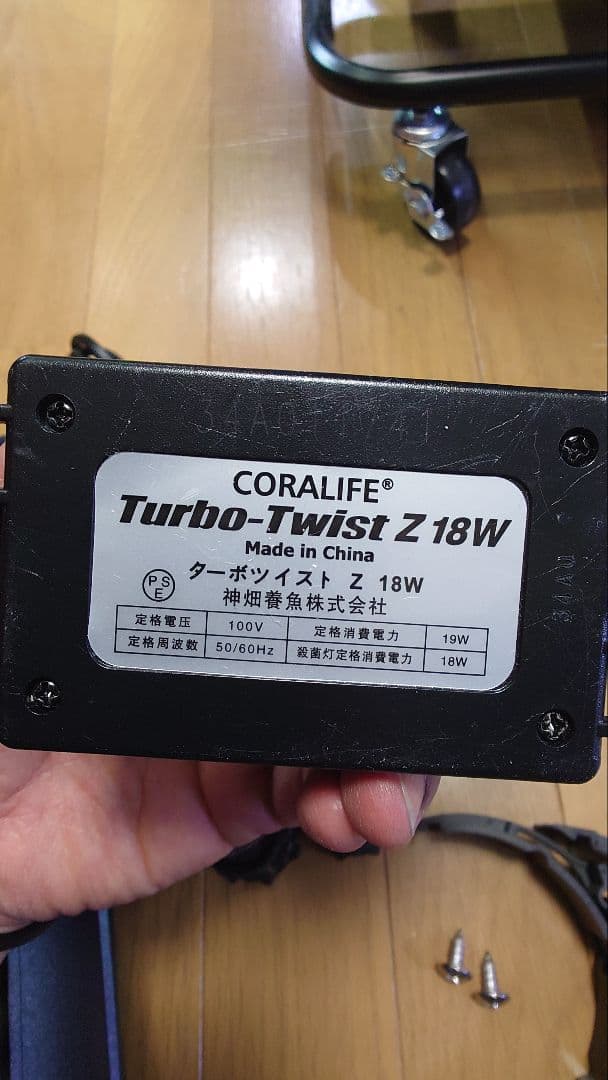 CORALIFE®
Turbo-Twist Z 18W
Made in China
ターボツイスト Z 18W
PSE
神畑養魚株式会社
定格電圧 100V 定格消費電力 19W
定格周波数 50/60Hz 殺菌灯定格消費電力 18W